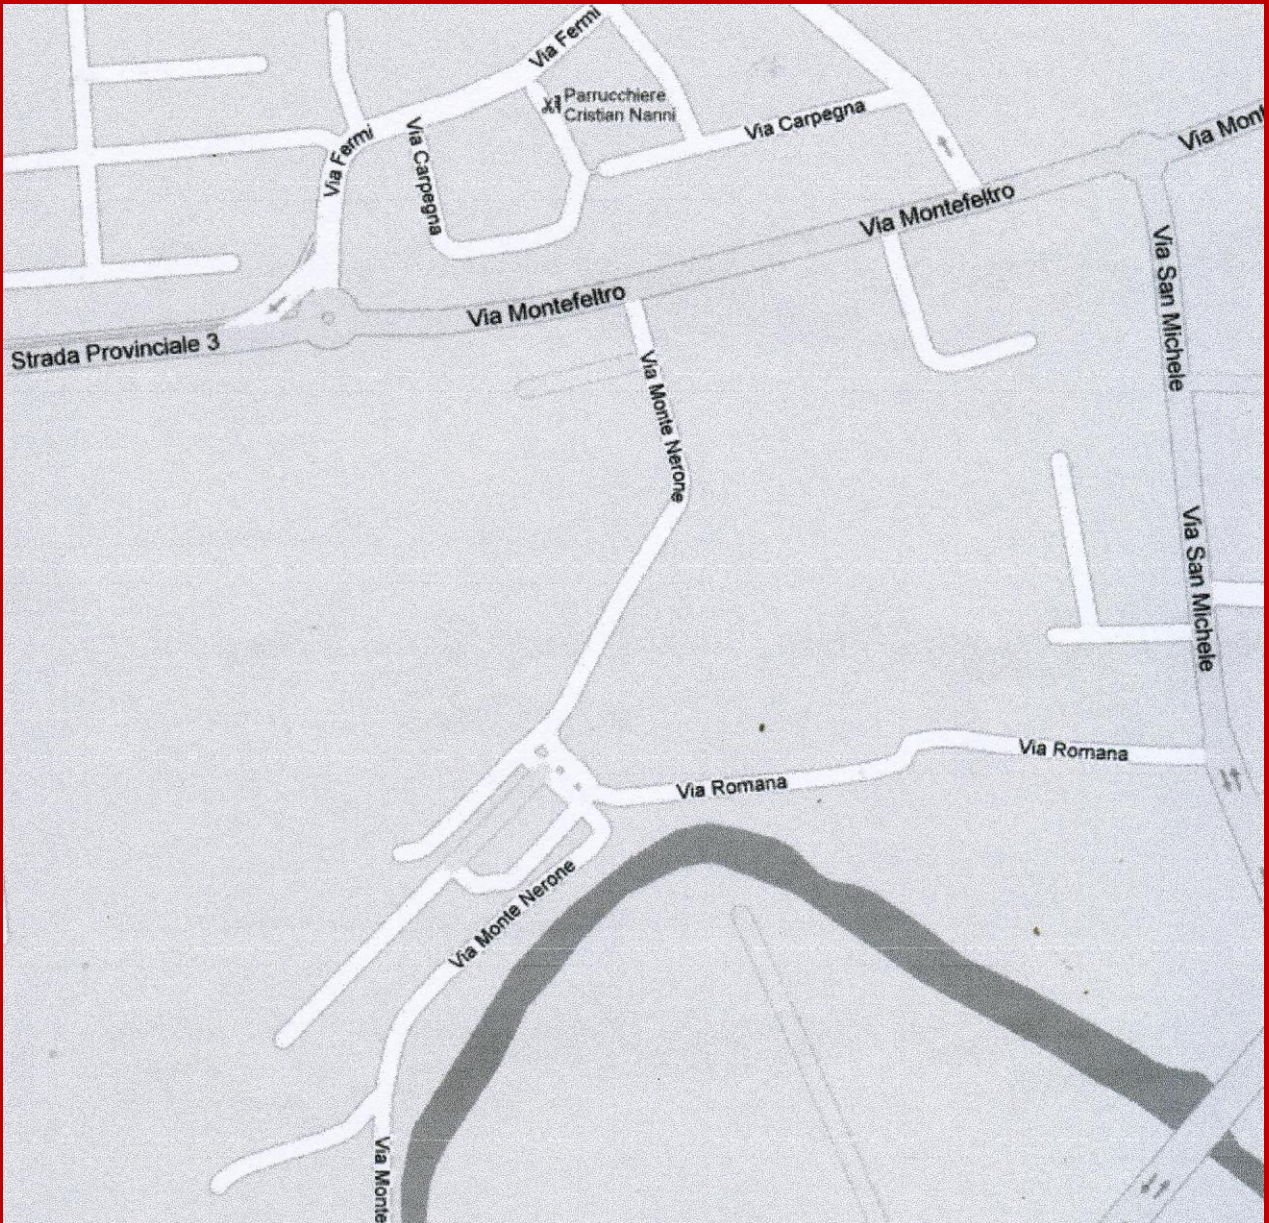 Via Fermi
Parrucchiere
Cristian Nanni
Via Carpegna
Via Mont
Via Fermi
Via Carpegna
Via Montefeltro
Via San Michele
Via Montefeltro
Strada Provinciale 3
Via Monte Nerone
Via San Michele
Via Romana
Via Romana
Via Monte Nerone
Via Monte